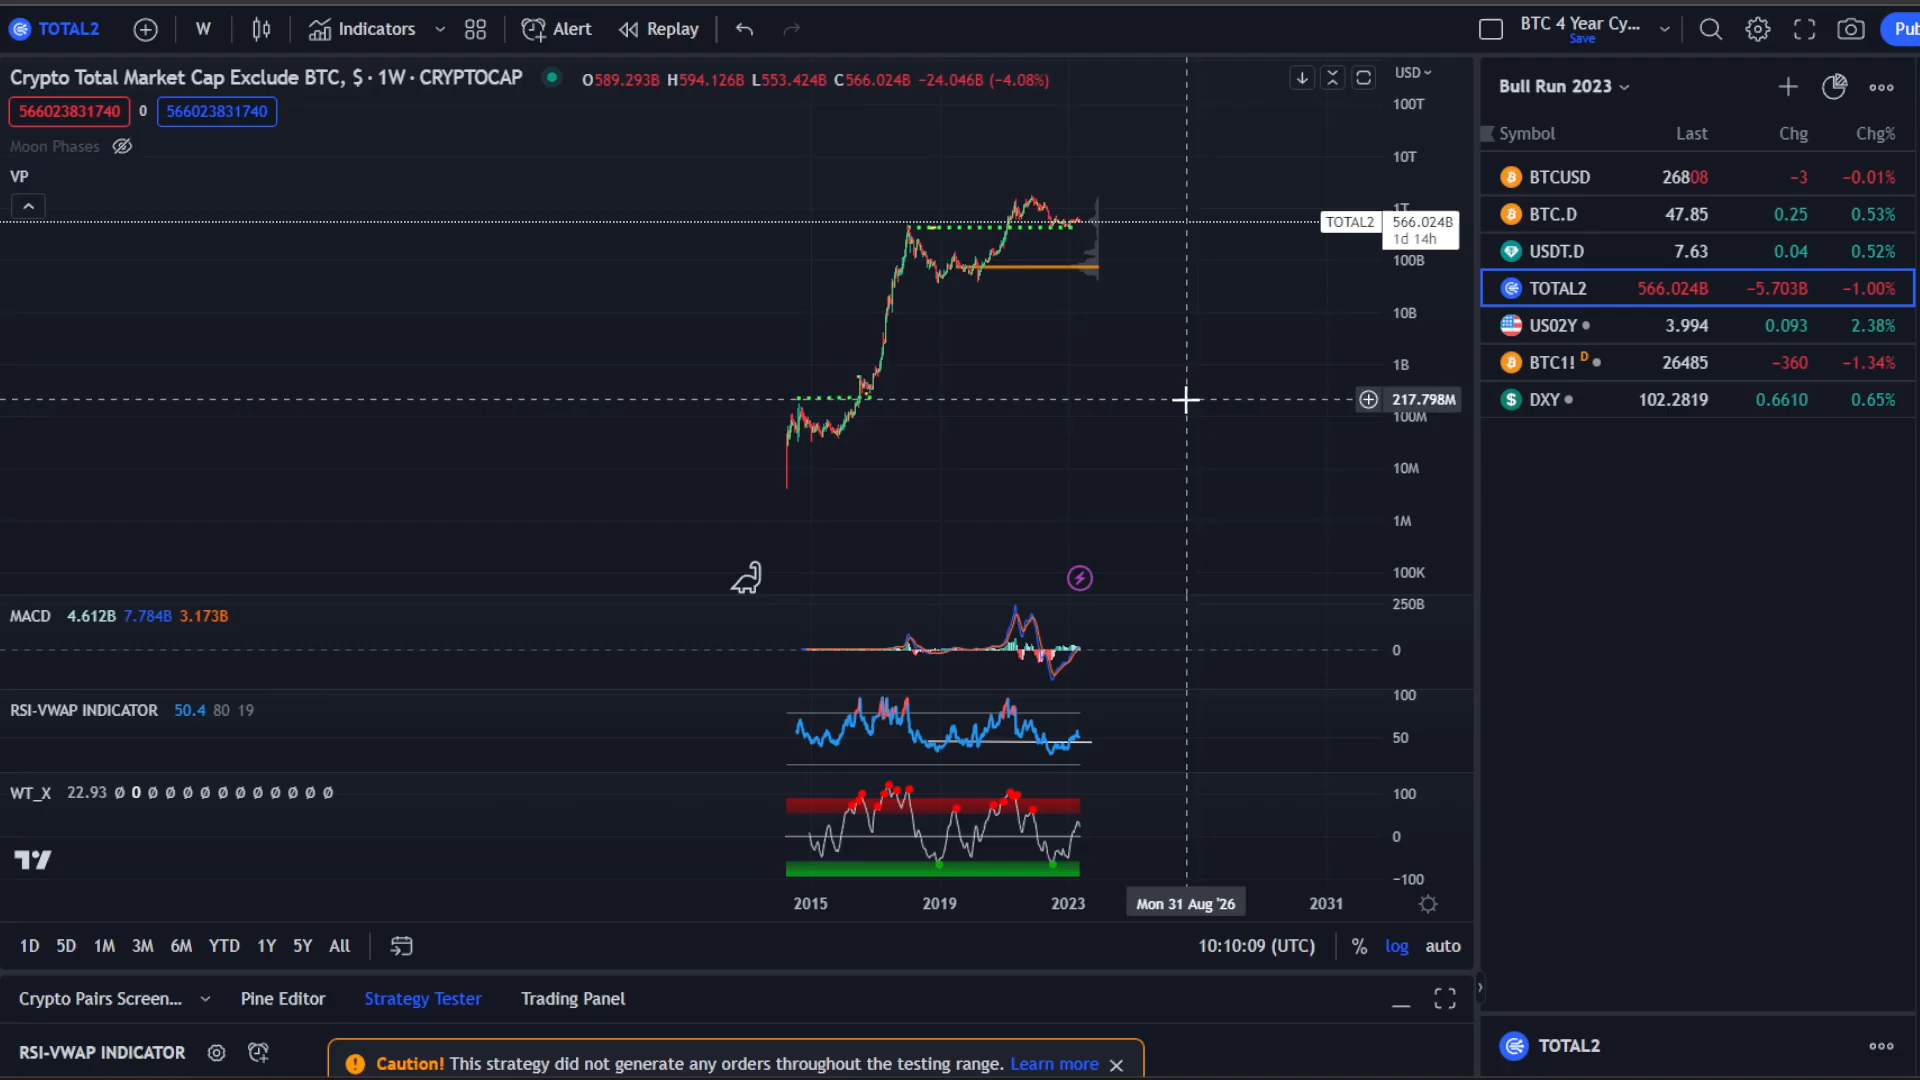 TOTAL2 W Indicators Alert Replay BTC 4 Year Cy... Save Pub
Crypto Total Market Cap Exclude BTC, $ · 1W · CRYPTOCAP O589.293B H594.126B L553.424B C566.024B −24.046B (−4.08%) USD
566023831740 0 566023831740
Moon Phases
VP
100T
10T
1T
TOTAL2 566.024B
1d 14h
100B
10B
1B
217.798M
100M
10M
1M
100K
MACD 4.612B 7.784B 3.173B
250B
0
RSI-VWAP INDICATOR 50.4 80 19
100
50
WT_X 22.93 Ø 0 Ø Ø Ø Ø Ø Ø Ø Ø Ø Ø Ø
100
0
−100
2015 2019 2023 Mon 31 Aug '26 2031
1D 5D 1M 3M 6M YTD 1Y 5Y All 10:10:09 (UTC) % log auto
Crypto Pairs Screen... Pine Editor Strategy Tester Trading Panel
RSI-VWAP INDICATOR
Caution! This strategy did not generate any orders throughout the testing range. Learn more
Bull Run 2023
Symbol Last Chg Chg%
BTCUSD 26808 −3 −0.01%
BTC.D 47.85 0.25 0.53%
USDT.D 7.63 0.04 0.52%
TOTAL2 566.024B −5.703B −1.00%
US02Y 3.994 0.093 2.38%
BTC1! D 26485 −360 −1.34%
DXY 102.2819 0.6610 0.65%
TOTAL2